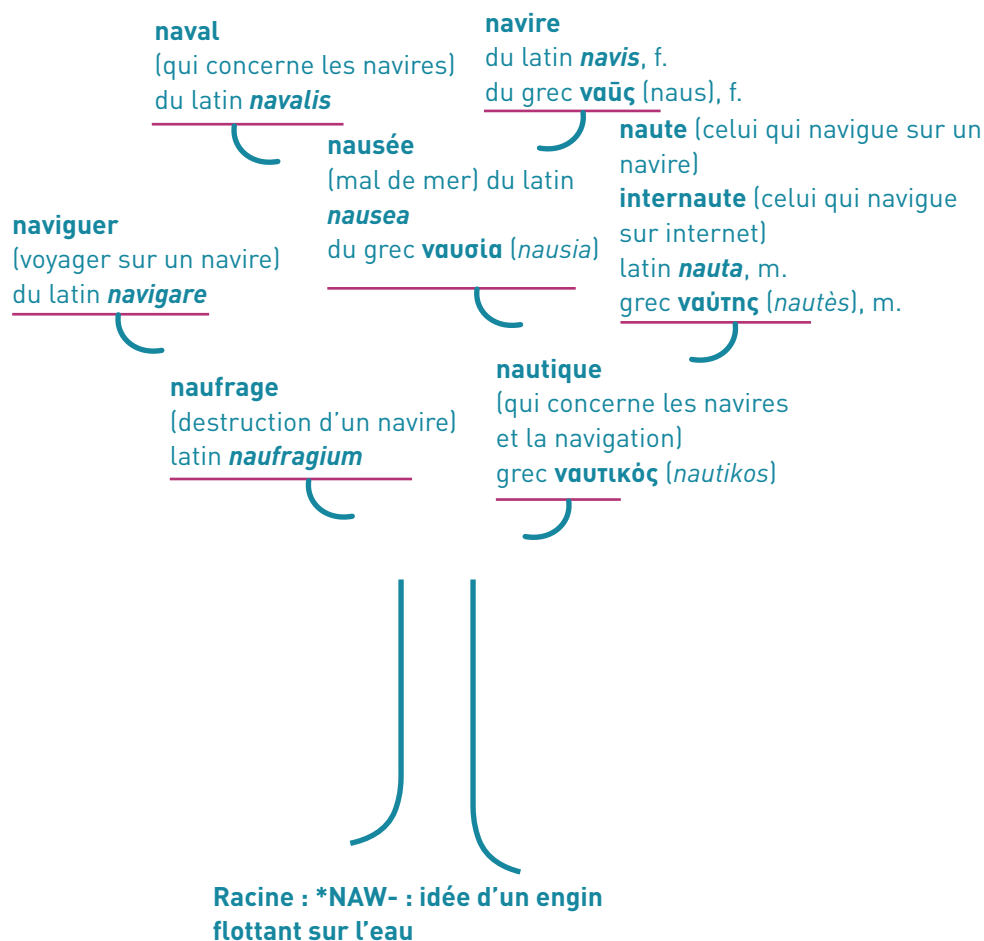 naval
(qui concerne les navires)
du latin navalis
navire
du latin navis, f.
du grec ναῦς (naus), f.
nausée
(mal de mer) du latin
nausea
du grec ναυσία (nausia)
naute (celui qui navigue sur un
navire)
internaute (celui qui navigue
sur internet)
latin nauta, m.
grec ναύτης (nautès), m.
naviguer
(voyager sur un navire)
du latin navigare
naufrage
(destruction d'un navire)
latin naufragium
nautique
(qui concerne les navires
et la navigation)
grec ναυτικός (nautikos)
Racine : *NAW- : idée d'un engin
flottant sur l'eau